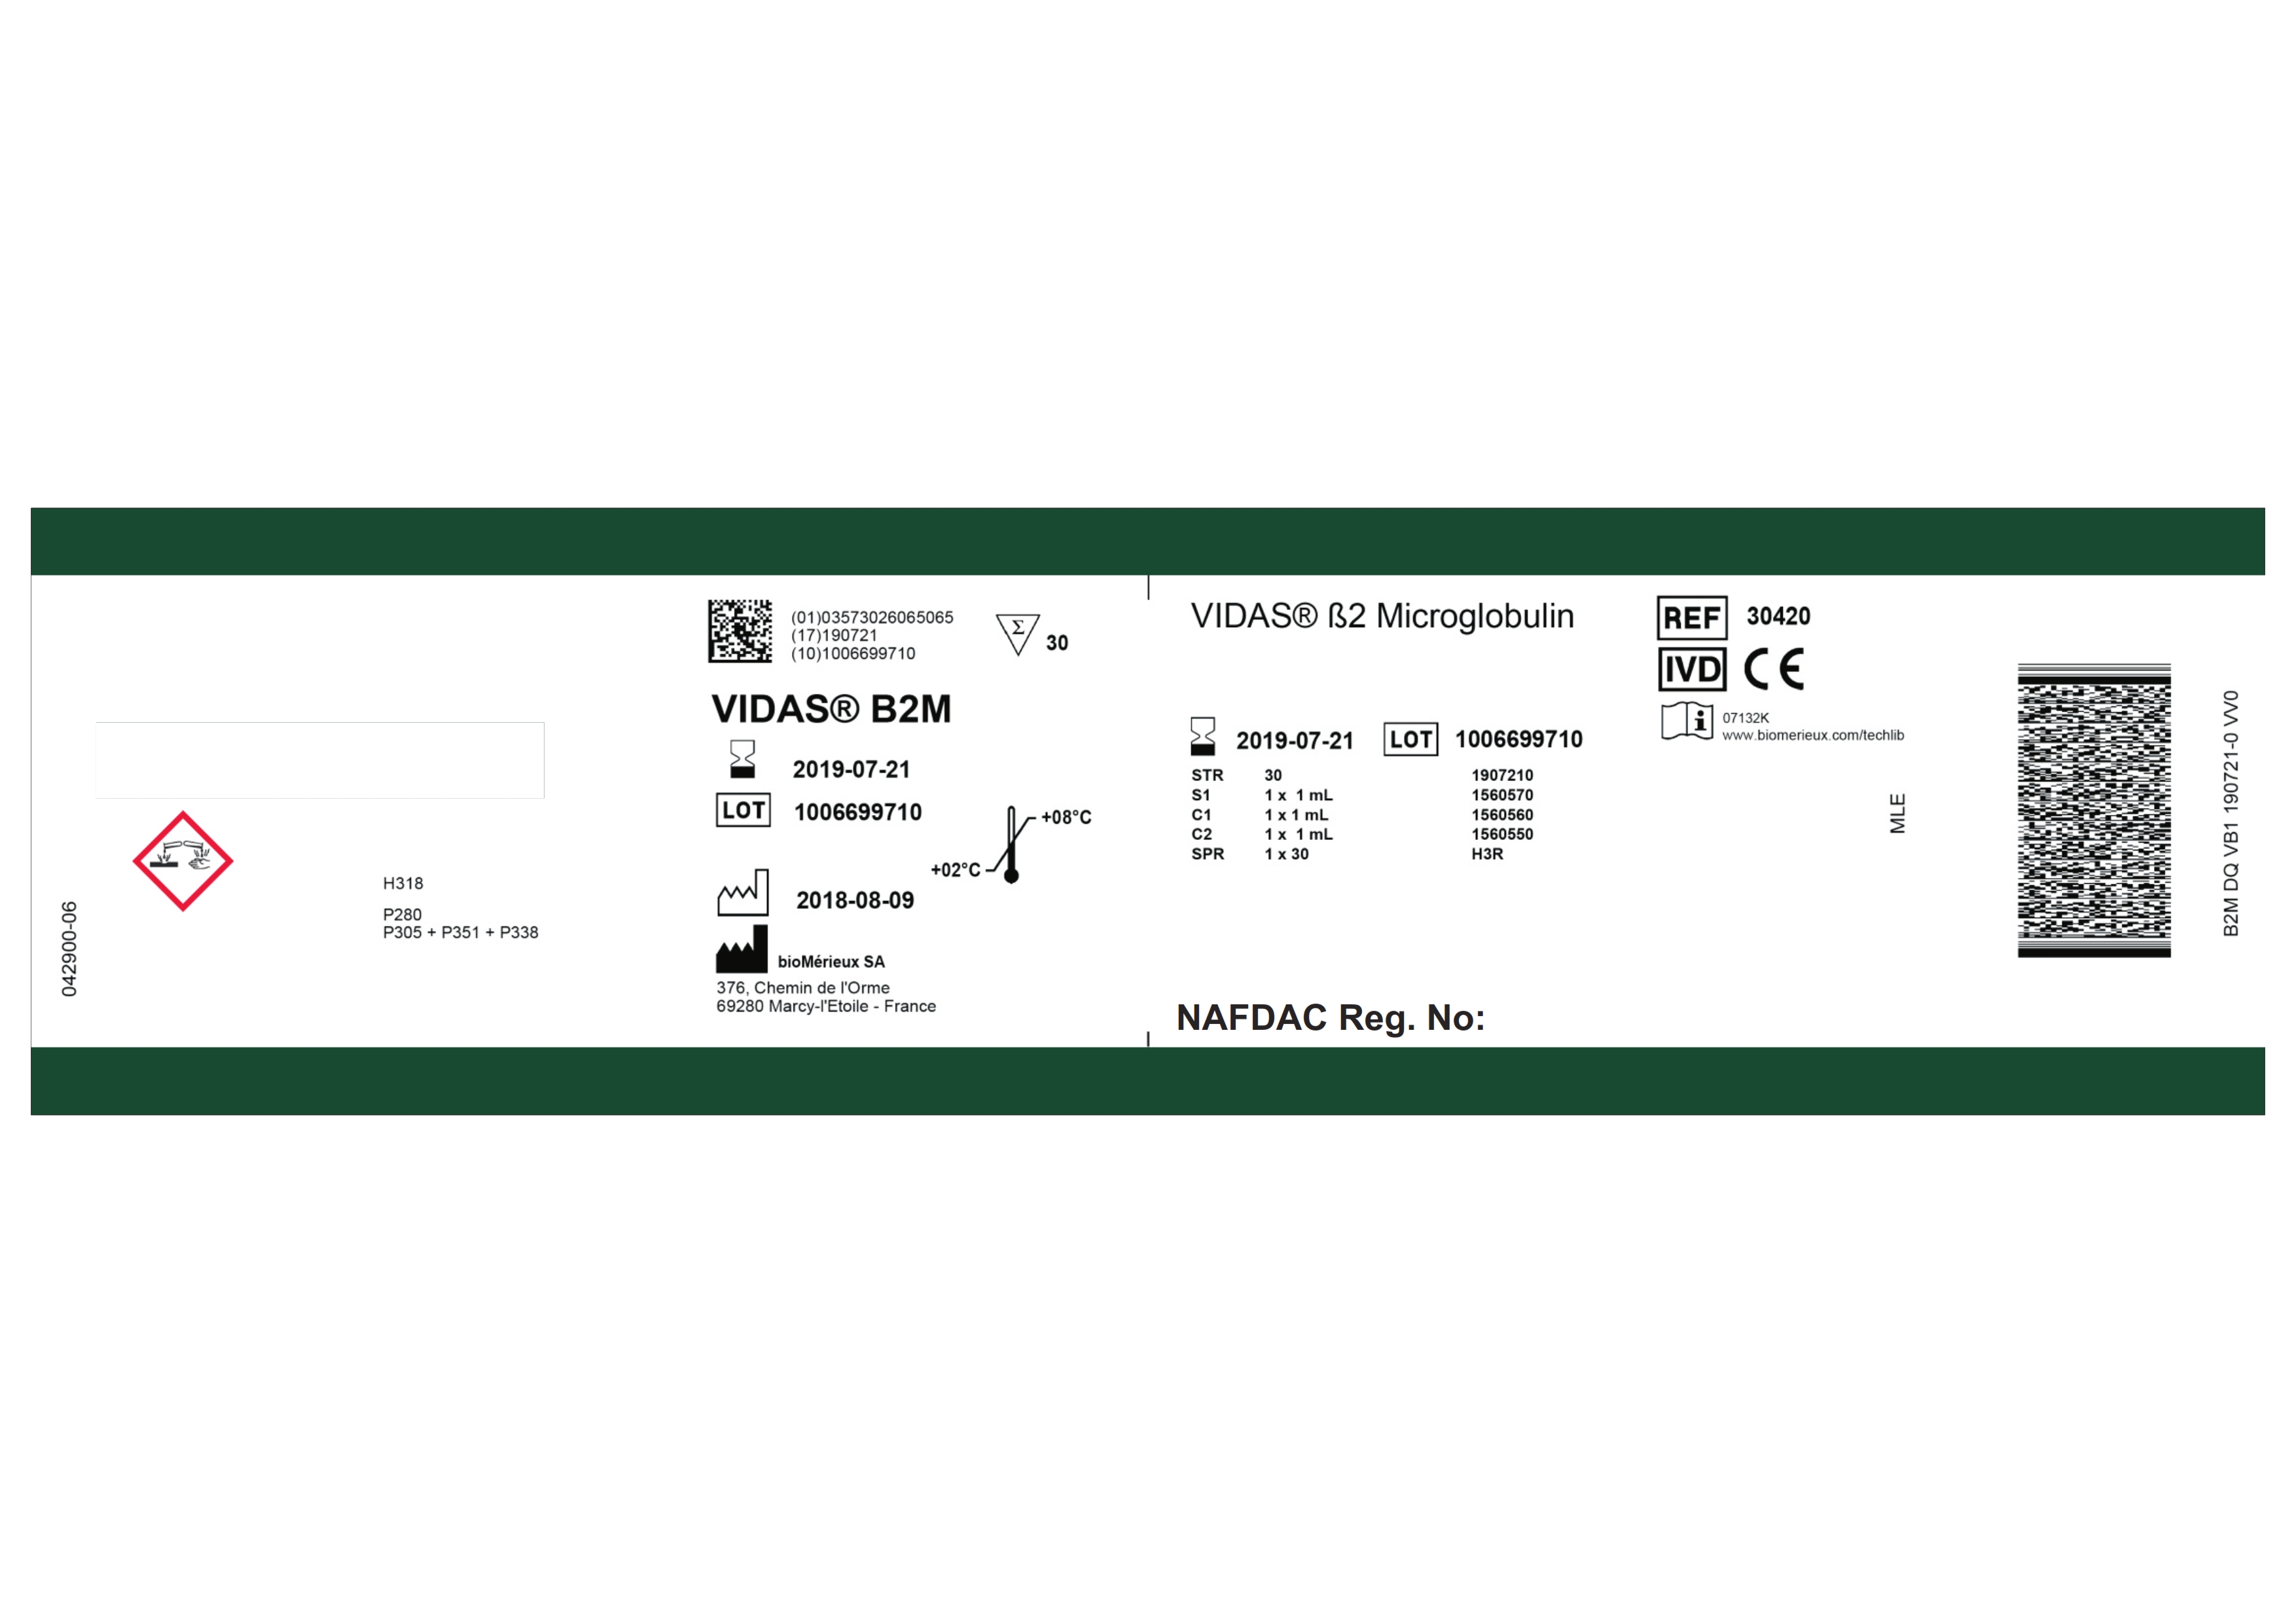 042900-06
H318
P280
P305 + P351 + P338
(01)03573026065065
(17)190721
(10)1006699710
Σ 30
VIDAS® B2M
2019-07-21
LOT 1006699710
+08°C
+02°C
2018-08-09
bioMérieux SA
376, Chemin de l'Orme
69280 Marcy-l'Etoile - France
VIDAS® ß2 Microglobulin
2019-07-21 LOT 1006699710
STR 30 1907210
S1 1 x 1 mL 1560570
C1 1 x 1 mL 1560560
C2 1 x 1 mL 1560550
SPR 1 x 30 H3R
NAFDAC Reg. No:
REF 30420
IVD CE
i 07132K
www.biomerieux.com/techlib
MLE
B2M DQ VB1 190721-0 VV0